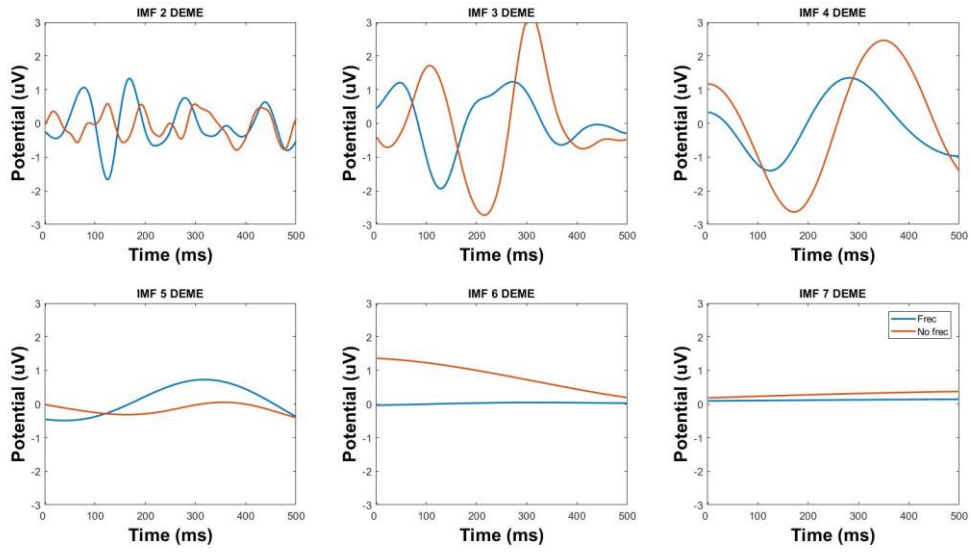 IMF 2 DEME
3
2
1
0
-1
-2
-3
Potential (uV)
0 100 200 300 400 500
Time (ms)
IMF 3 DEME
3
2
1
0
-1
-2
-3
Potential (uV)
0 100 200 300 400 500
Time (ms)
IMF 4 DEME
3
2
1
0
-1
-2
-3
Potential (uV)
0 100 200 300 400 500
Time (ms)
IMF 5 DEME
3
2
1
0
-1
-2
-3
Potential (uV)
0 100 200 300 400 500
Time (ms)
IMF 6 DEME
3
2
1
0
-1
-2
-3
Potential (uV)
0 100 200 300 400 500
Time (ms)
IMF 7 DEME
3
2
1
0
-1
-2
-3
Potential (uV)
Frec
No frec
0 100 200 300 400 500
Time (ms)